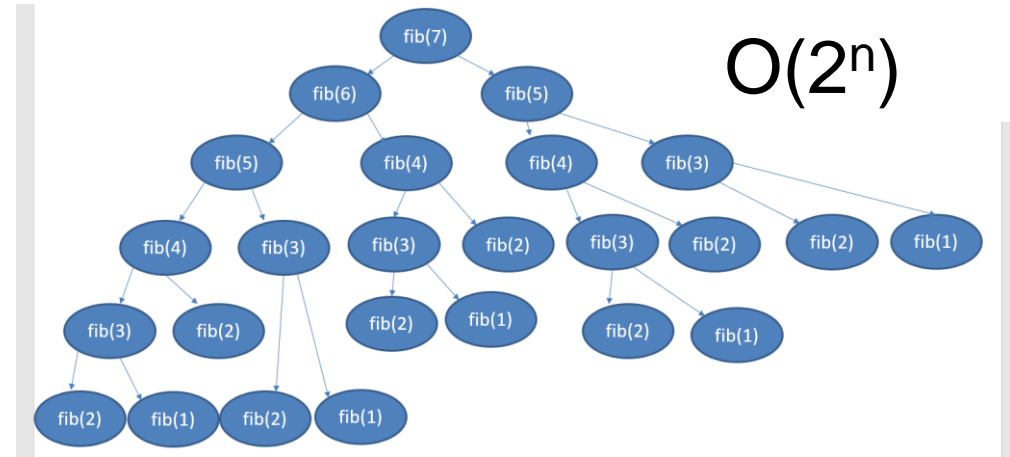 fib(7)
O(2ⁿ)
fib(6)
fib(5)
fib(5)
fib(4)
fib(4)
fib(3)
fib(4)
fib(3)
fib(3)
fib(2)
fib(3)
fib(2)
fib(2)
fib(1)
fib(3)
fib(2)
fib(2)
fib(1)
fib(2)
fib(1)
fib(2)
fib(1)
fib(2)
fib(1)